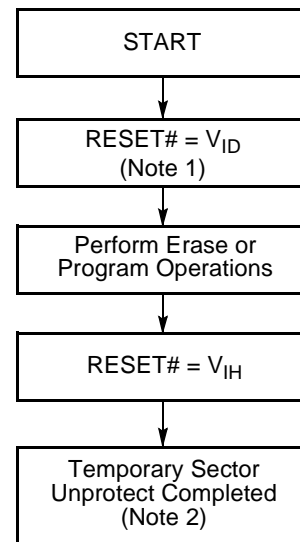 START
RESET# = VID
(Note 1)
Perform Erase or
Program Operations
RESET# = VIH
Temporary Sector
Unprotect Completed
(Note 2)